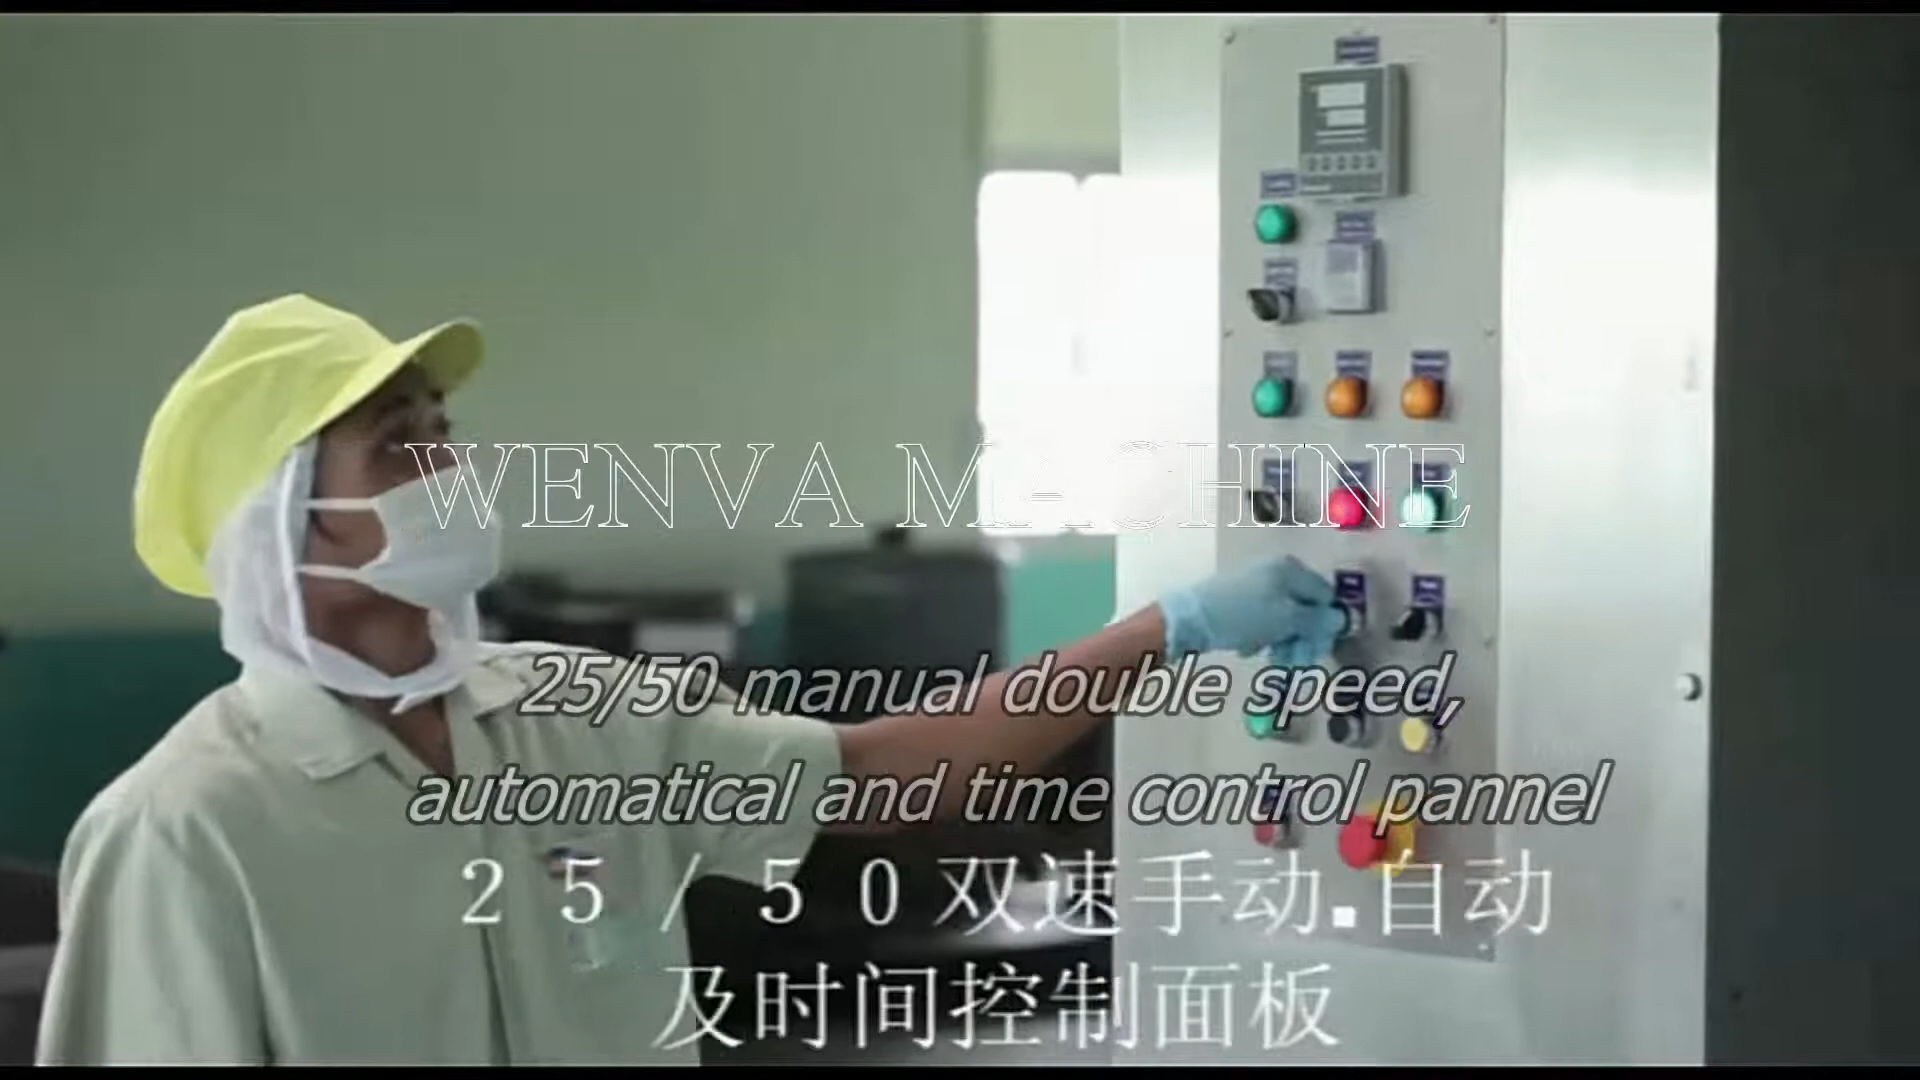 WENVA MACHINE
25/50 manual double speed,
automatical and time control pannel
25/50双速手动.自动
及时间控制面板